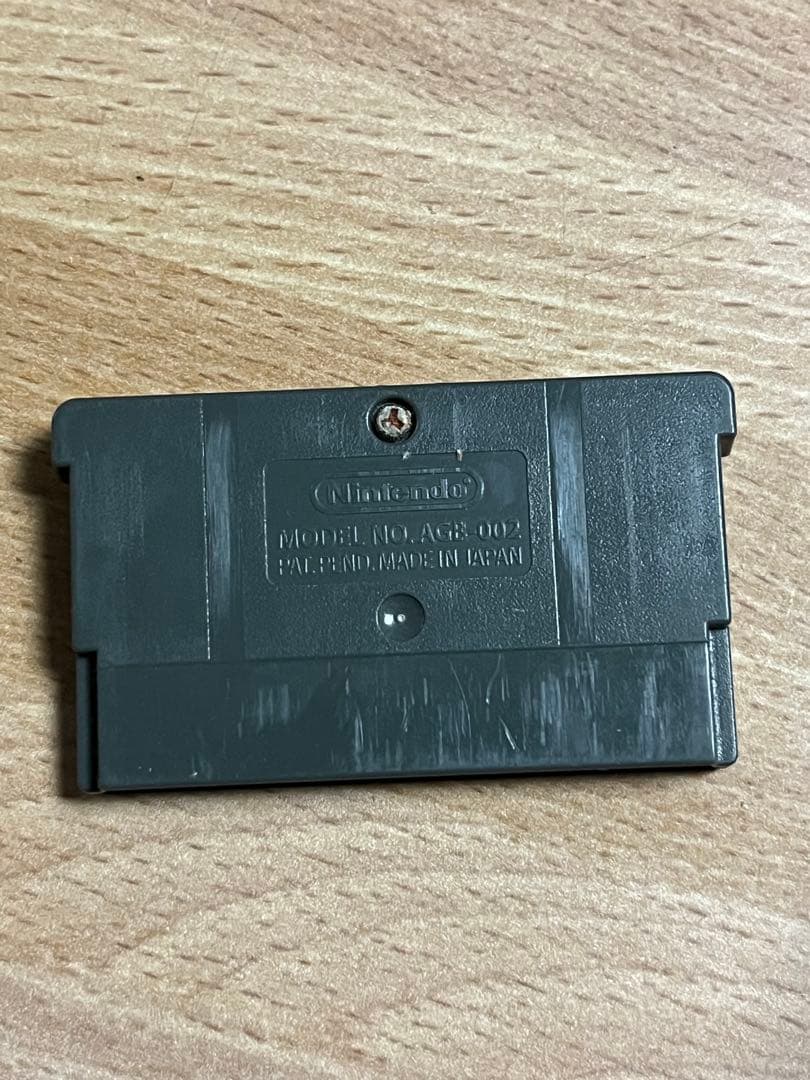 Nintendo®
MODEL NO. AGB-002
PAT. PEND. MADE IN JAPAN